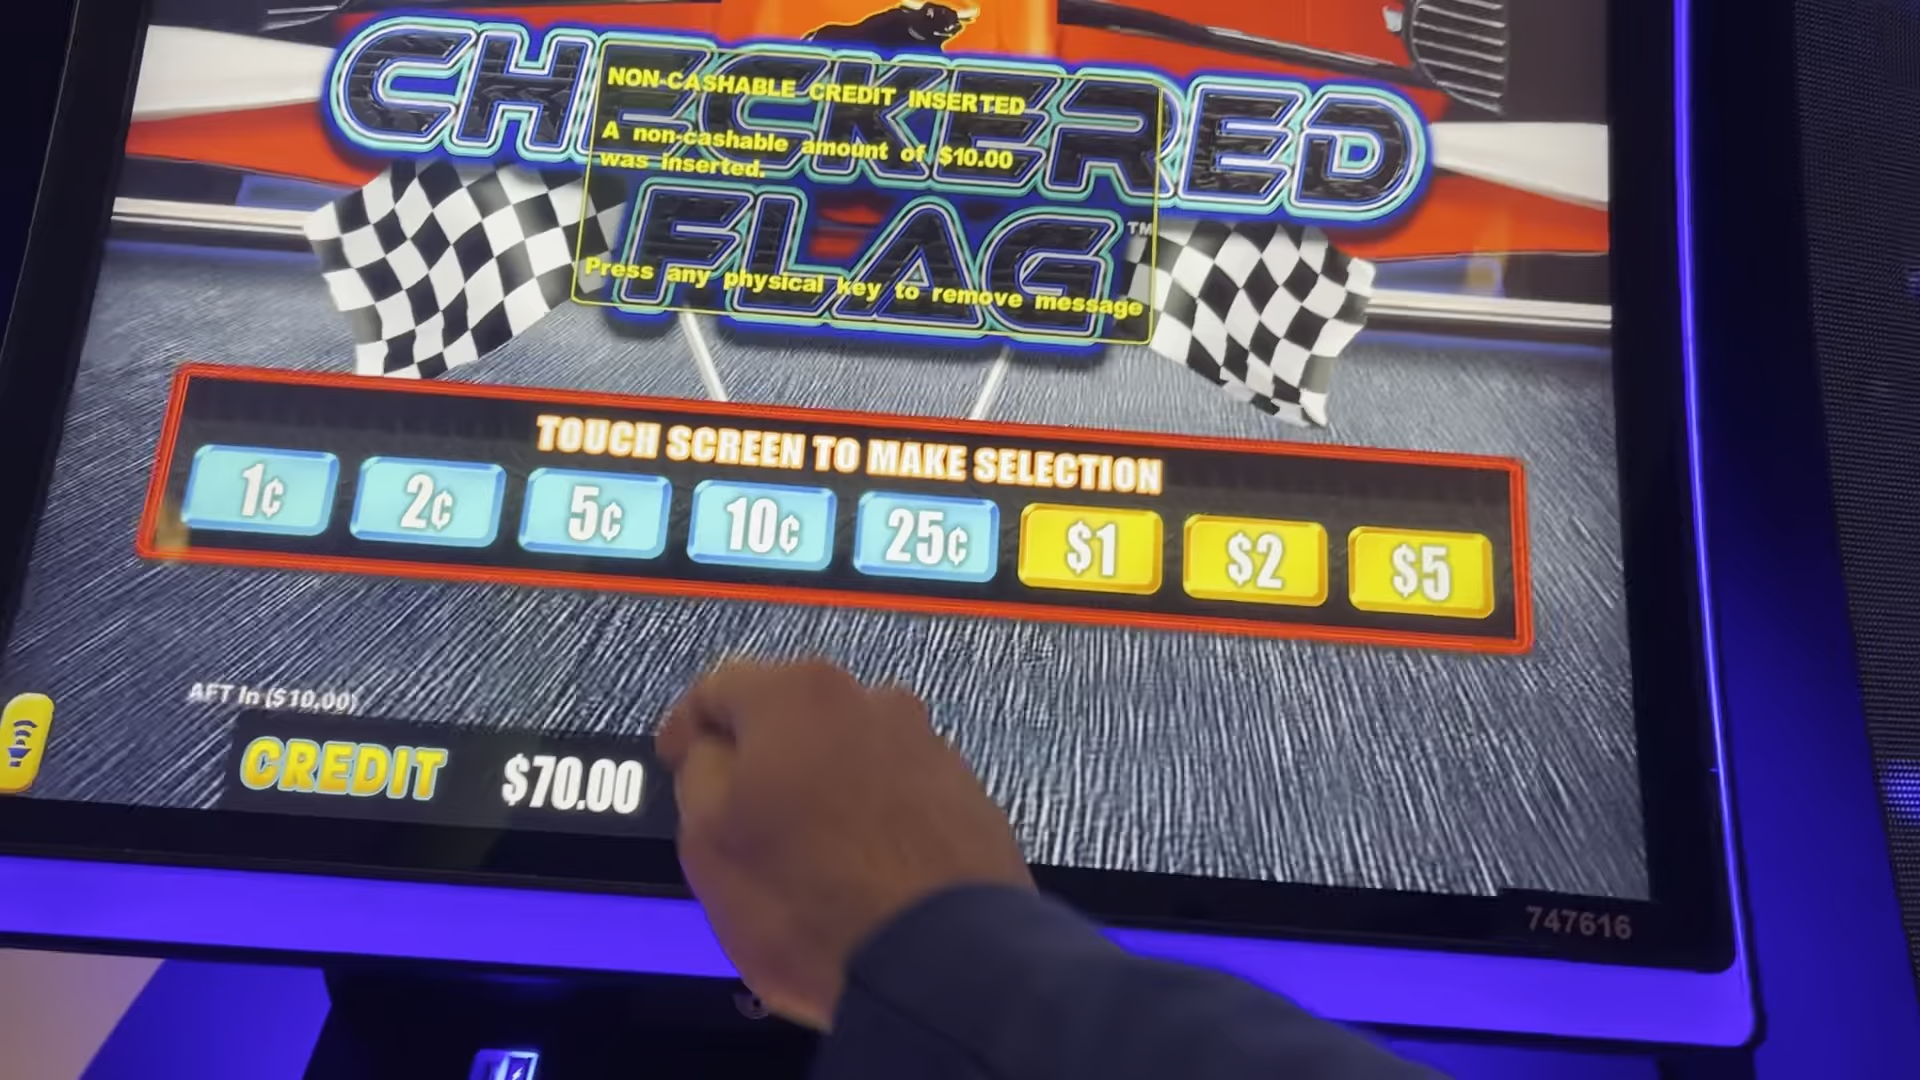 CHECKERED
FLAG™
NON-CASHABLE CREDIT INSERTED
A non-cashable amount of $10.00
was inserted.
Press any physical key to remove message
TOUCH SCREEN TO MAKE SELECTION
1¢ 2¢ 5¢ 10¢ 25¢ $1 $2 $5
AFT In ($10.00)
CREDIT $70.00
747616